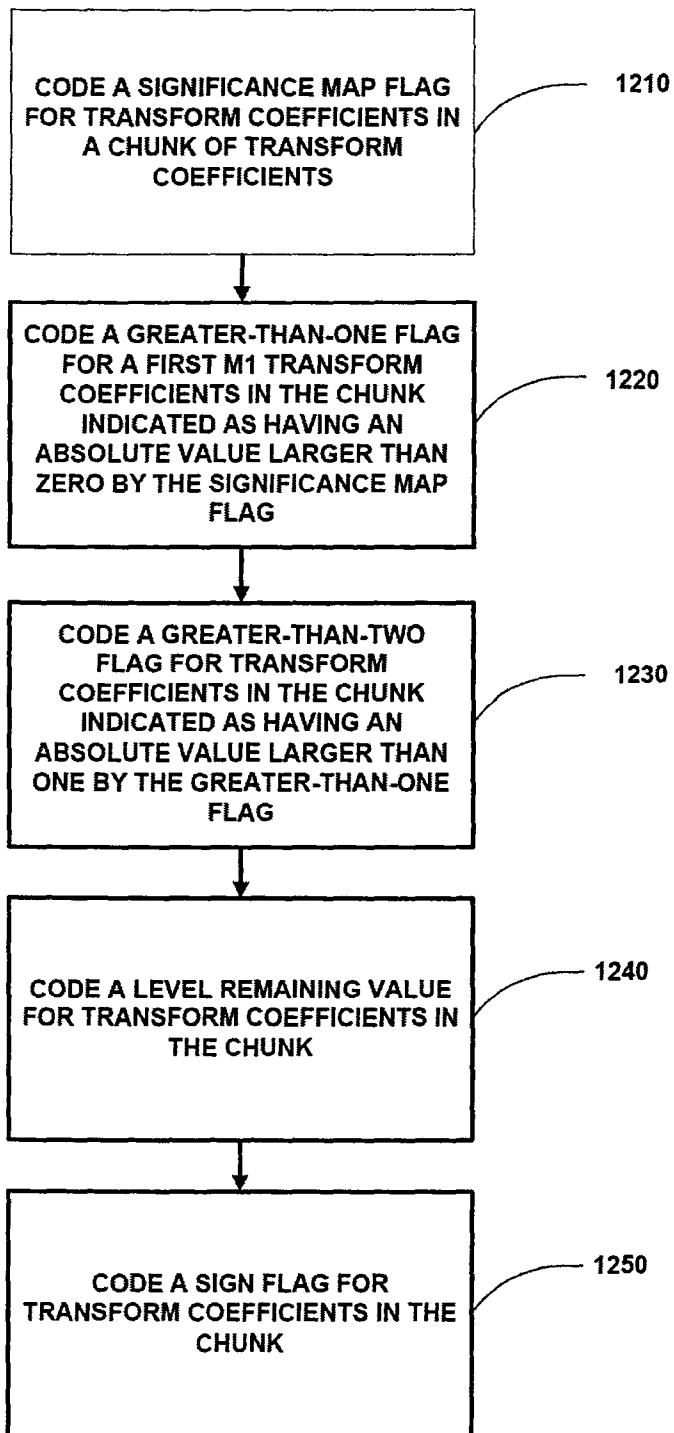 CODE A SIGNIFICANCE MAP FLAG
FOR TRANSFORM COEFFICIENTS IN
A CHUNK OF TRANSFORM
COEFFICIENTS
1210
CODE A GREATER-THAN-ONE FLAG
FOR A FIRST M1 TRANSFORM
COEFFICIENTS IN THE CHUNK
INDICATED AS HAVING AN
ABSOLUTE VALUE LARGER THAN
ZERO BY THE SIGNIFICANCE MAP
FLAG
1220
CODE A GREATER-THAN-TWO
FLAG FOR TRANSFORM
COEFFICIENTS IN THE CHUNK
INDICATED AS HAVING AN
ABSOLUTE VALUE LARGER THAN
ONE BY THE GREATER-THAN-ONE
FLAG
1230
CODE A LEVEL REMAINING VALUE
FOR TRANSFORM COEFFICIENTS IN
THE CHUNK
1240
CODE A SIGN FLAG FOR
TRANSFORM COEFFICIENTS IN THE
CHUNK
1250